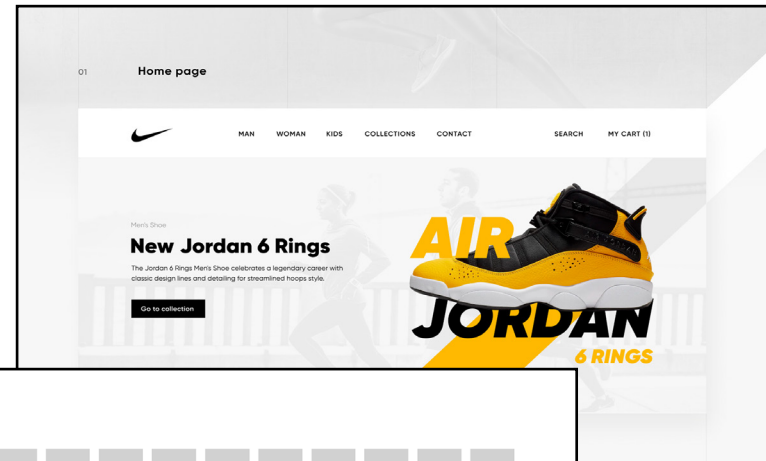 01
Home page
MAN WOMAN KIDS COLLECTIONS CONTACT SEARCH MY CART (1)
Men's Shoe
New Jordan 6 Rings
The Jordan 6 Rings Men's Shoe celebrates a legendary career with
classic design lines and detailing for streamlined hoops style.
Go to collection
AIR
JORDAN
6 RINGS